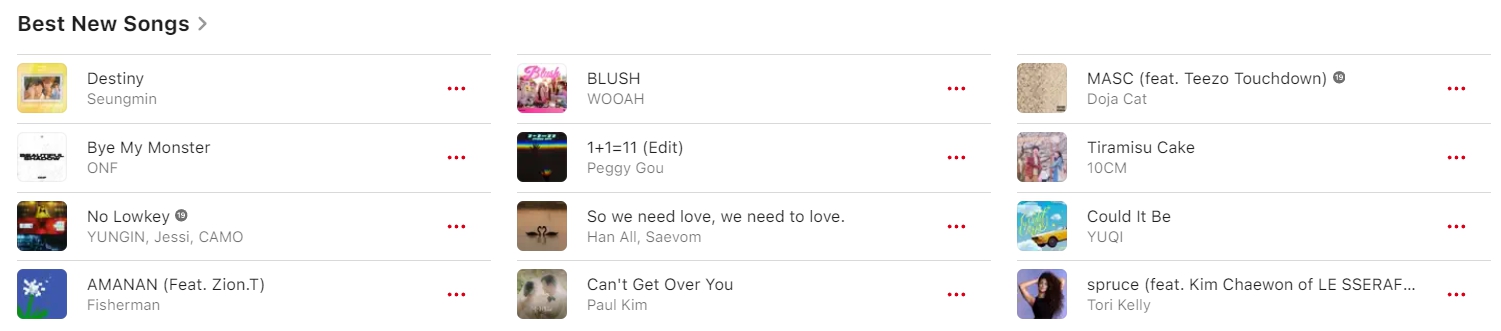 Best New Songs
Destiny
Seungmin
Bye My Monster
ONF
No Lowkey 19
YUNGIN, Jessi, CAMO
AMANAN (Feat. Zion.T)
Fisherman
Blush
BLUSH
WOOAH
1+1=11 (Edit)
Peggy Gou
So we need love, we need to love.
Han All, Saevom
Can't Get Over You
Paul Kim
MASC (feat. Teezo Touchdown) 19
Doja Cat
Tiramisu Cake
10CM
Could It Be
YUQI
spruce (feat. Kim Chaewon of LE SSERAF...
Tori Kelly